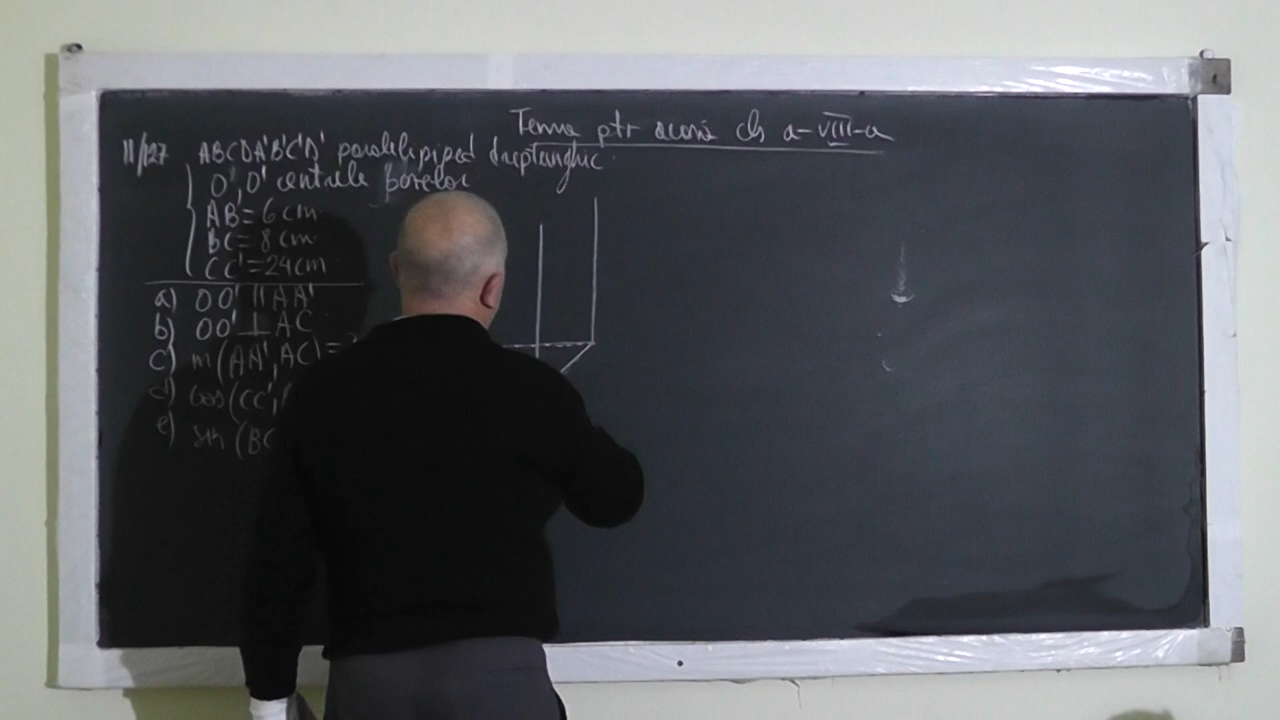 Tema ptr acasă cls a-VIII-a
11/127 ABCDA'B'C'D' paralelipiped dreptunghic
O, O' centrele bazelor
AB = 6 cm
BC = 8 cm
CC' = 24 cm
a) OO' || AA'
b) OO' ⊥ AC
c) m(AA', AC) =
d) cos(CC',
e) sin(BC